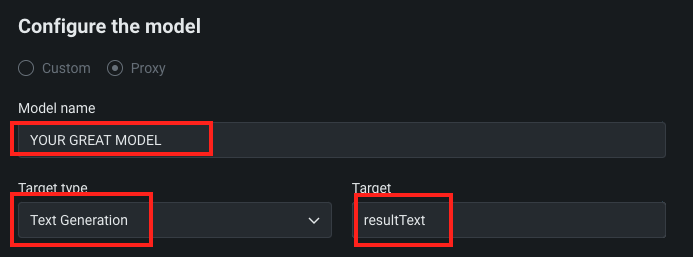 Configure the model
Custom Proxy
Model name
YOUR GREAT MODEL
Target type Target
Text Generation resultText